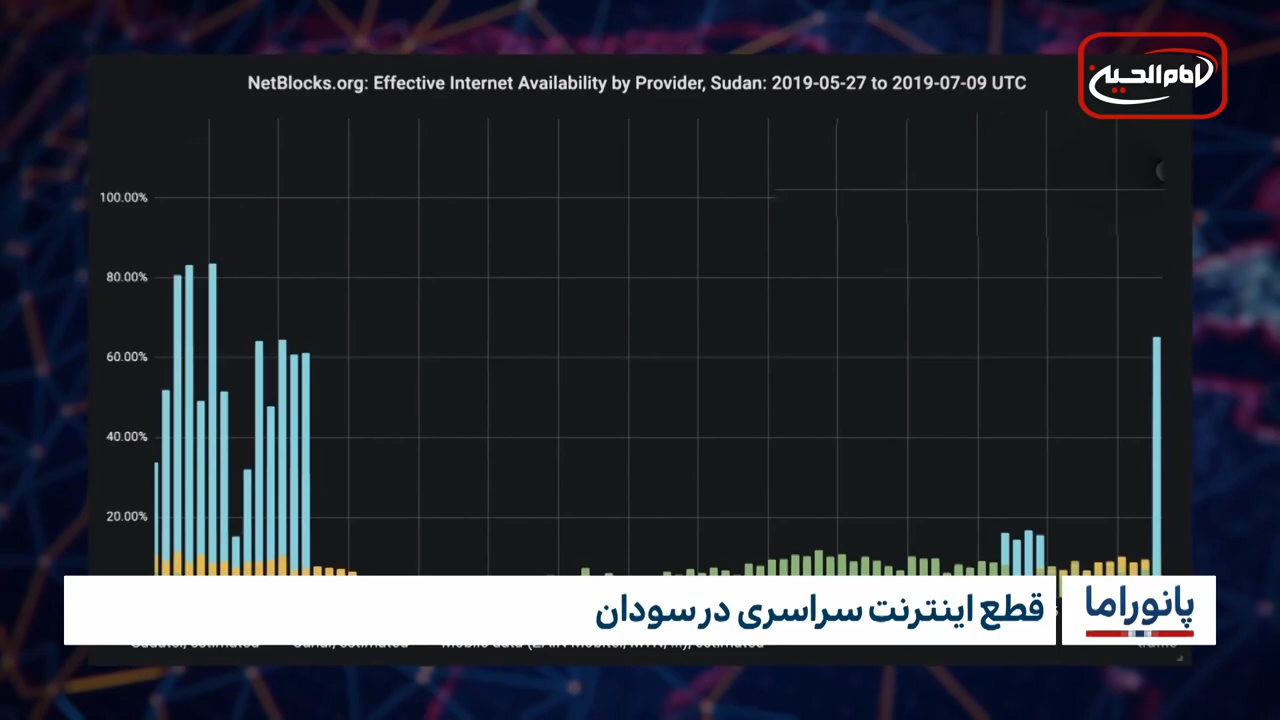 NetBlocks.org: Effective Internet Availability by Provider, Sudan: 2019-05-27 to 2019-07-09 UTC
امام‌الحسین
100.00%
80.00%
60.00%
40.00%
20.00%
پانوراما
قطع اینترنت سراسری در سودان